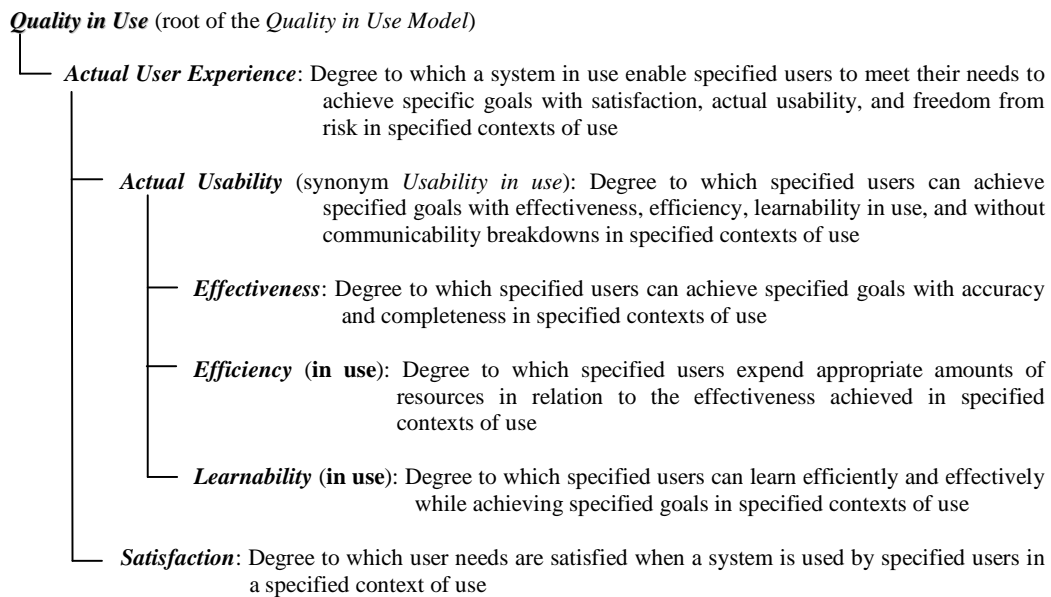 Quality in Use (root of the Quality in Use Model)
Actual User Experience: Degree to which a system in use enable specified users to meet their needs to
achieve specific goals with satisfaction, actual usability, and freedom from
risk in specified contexts of use
Actual Usability (synonym Usability in use): Degree to which specified users can achieve
specified goals with effectiveness, efficiency, learnability in use, and without
communicability breakdowns in specified contexts of use
Effectiveness: Degree to which specified users can achieve specified goals with accuracy
and completeness in specified contexts of use
Efficiency (in use): Degree to which specified users expend appropriate amounts of
resources in relation to the effectiveness achieved in specified
contexts of use
Learnability (in use): Degree to which specified users can learn efficiently and effectively
while achieving specified goals in specified contexts of use
Satisfaction: Degree to which user needs are satisfied when a system is used by specified users in
a specified context of use